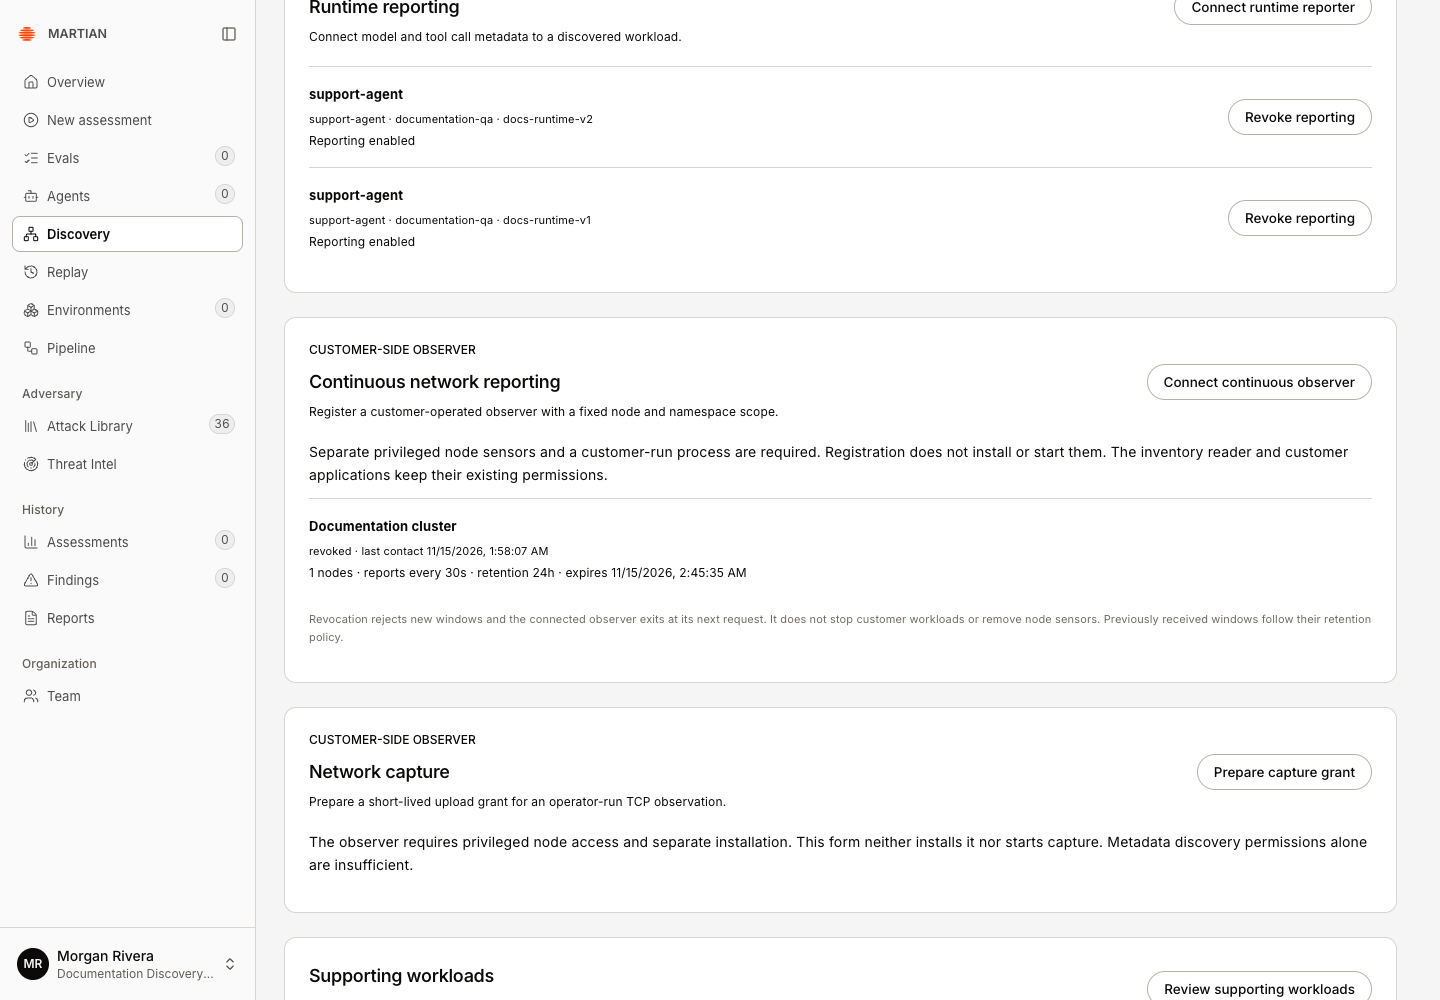 MARTIAN
Overview
New assessment
Evals 0
Agents 0
Discovery
Replay
Environments 0
Pipeline
Adversary
Attack Library 36
Threat Intel
History
Assessments 0
Findings 0
Reports
Organization
Team
MR
Morgan Rivera
Documentation Discovery...
Runtime reporting
Connect runtime reporter
Connect model and tool call metadata to a discovered workload.
support-agent
support-agent · documentation-qa · docs-runtime-v2
Reporting enabled
Revoke reporting
support-agent
support-agent · documentation-qa · docs-runtime-v1
Reporting enabled
Revoke reporting
CUSTOMER-SIDE OBSERVER
Continuous network reporting
Connect continuous observer
Register a customer-operated observer with a fixed node and namespace scope.
Separate privileged node sensors and a customer-run process are required. Registration does not install or start them. The inventory reader and customer
applications keep their existing permissions.
Documentation cluster
revoked · last contact 11/15/2026, 1:58:07 AM
1 nodes · reports every 30s · retention 24h · expires 11/15/2026, 2:45:35 AM
Revocation rejects new windows and the connected observer exits at its next request. It does not stop customer workloads or remove node sensors. Previously received windows follow their retention
policy.
CUSTOMER-SIDE OBSERVER
Network capture
Prepare capture grant
Prepare a short-lived upload grant for an operator-run TCP observation.
The observer requires privileged node access and separate installation. This form neither installs it nor starts capture. Metadata discovery permissions alone
are insufficient.
Supporting workloads
Review supporting workloads